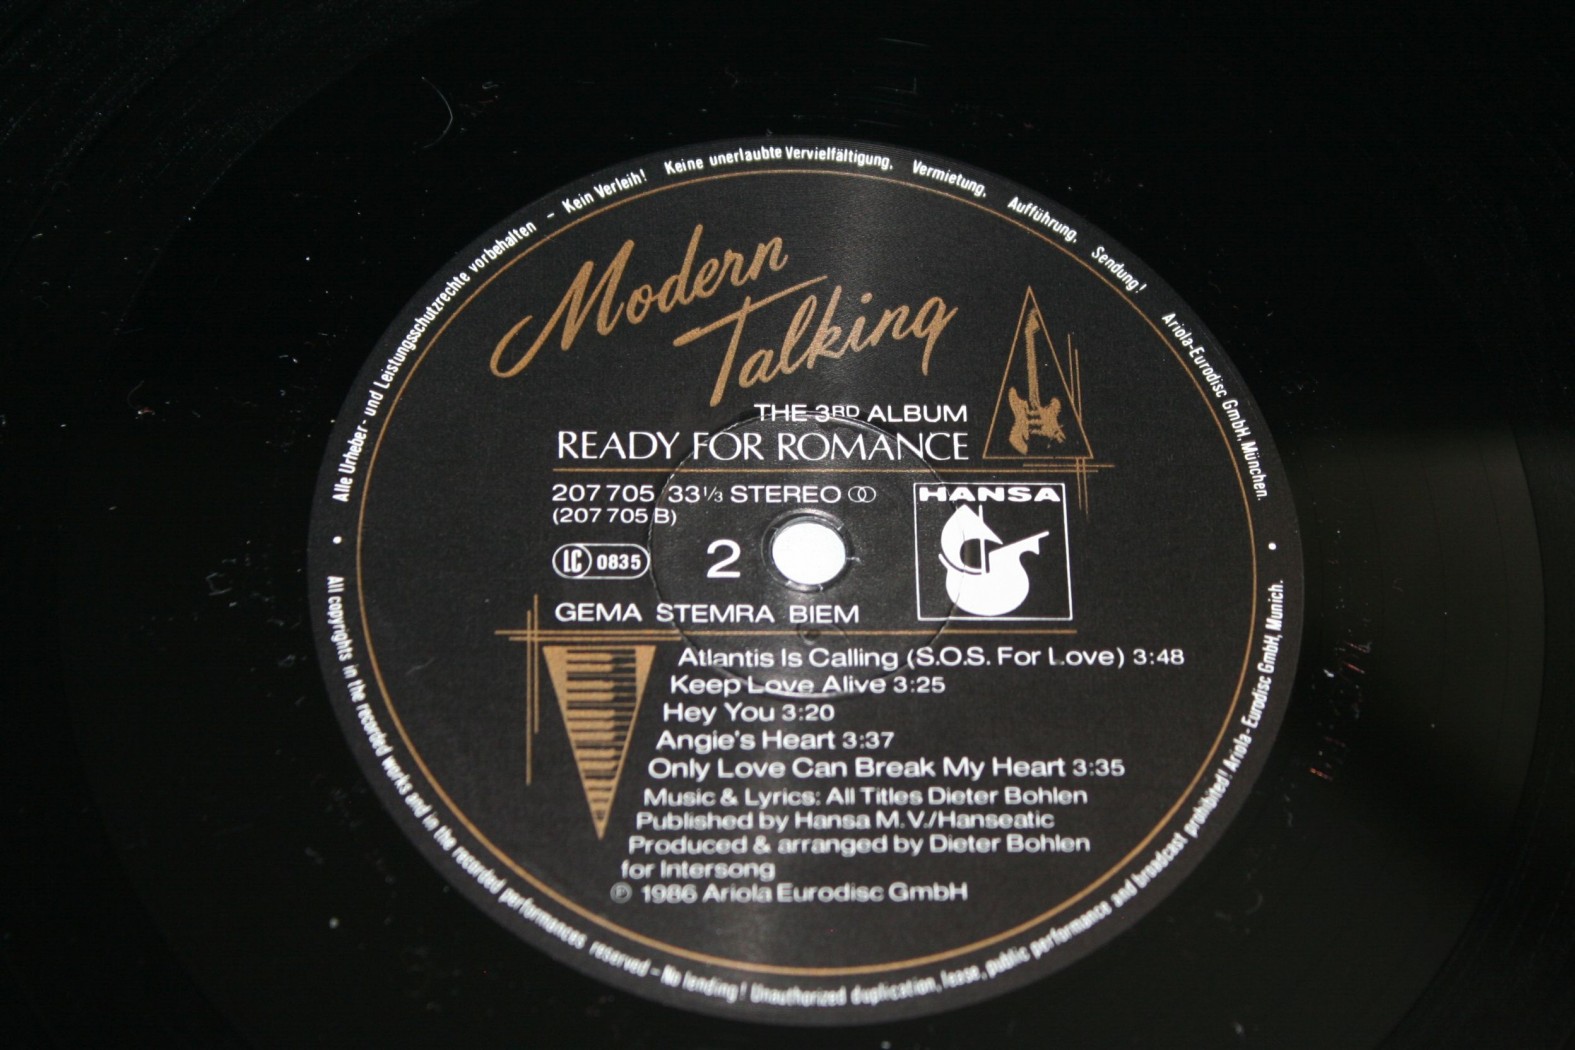 Alle Urheber- und Leistungsschutzrechte vorbehalten – Kein Verleih! Keine unerlaubte Vervielfältigung, Vermietung, Aufführung, Sendung! Ariola-Eurodisc GmbH, München.
Modern
Talking
THE 3RD ALBUM
READY FOR ROMANCE
207 705 33⅓ STEREO
(207 705 B)
HANSA
LC 0835
2
GEMA STEMRA BIEM
Atlantis Is Calling (S.O.S. For Love) 3:48
Keep Love Alive 3:25
Hey You 3:20
Angie's Heart 3:37
Only Love Can Break My Heart 3:35
Music & Lyrics: All Titles Dieter Bohlen
Published by Hansa M.V./Hanseatic
Produced & arranged by Dieter Bohlen
for Intersong
℗ 1986 Ariola Eurodisc GmbH
All copyrights in the recorded works and in the recorded performances reserved – No lending! Unauthorized duplication, lease, public performance and broadcast prohibited! Ariola-Eurodisc GmbH, Munich.